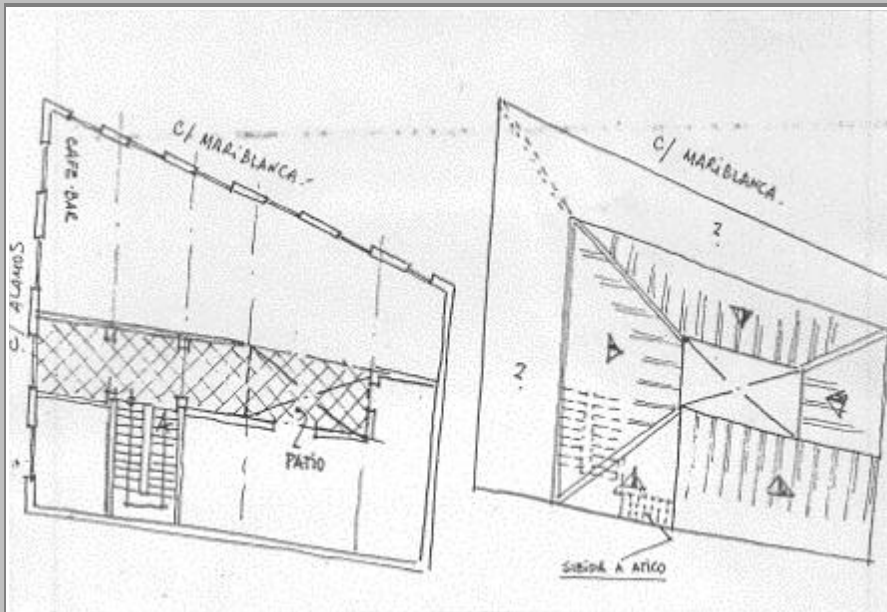 C/ MARIBLANCA.-
CAFE-BAR
C/ ALAMOS
PATIO
C/ MARIBLANCA.
2
2
SUBIDA A ATICO